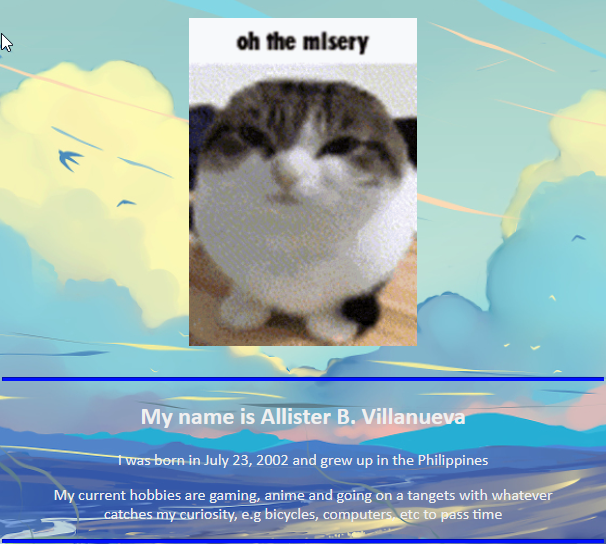 oh the misery
My name is Allister B. Villanueva
I was born in July 23, 2002 and grew up in the Philippines
My current hobbies are gaming, anime and going on a tangets with whatever
catches my curiosity, e.g bicycles, computers, etc to pass time